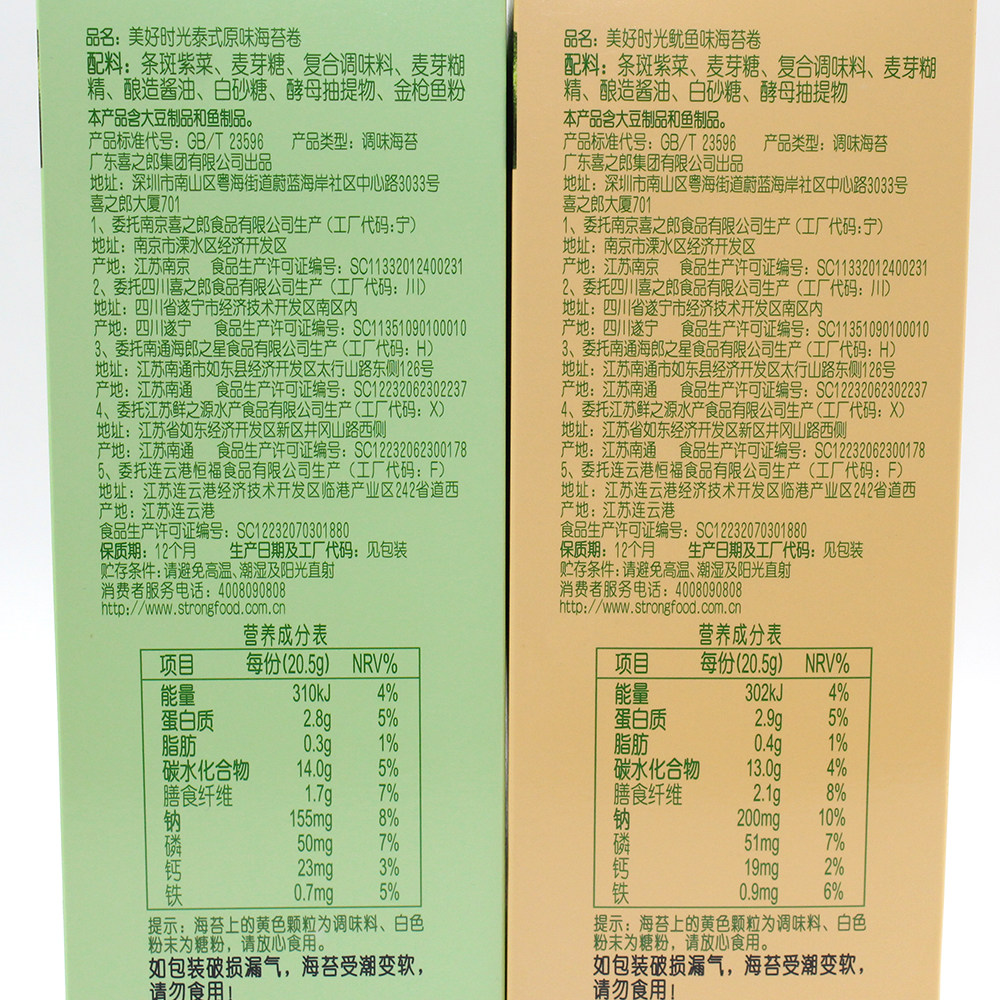 品名：美好时光泰式原味海苔卷
配料：条斑紫菜、麦芽糖、复合调味料、麦芽糊
精、酿造酱油、白砂糖、酵母抽提物、金枪鱼粉
本产品含大豆制品和鱼制品。
产品标准代号：GB/T 23596 产品类型：调味海苔
广东喜之郎集团有限公司出品
地址：深圳市南山区粤海街道蔚蓝海岸社区中心路3033号
喜之郎大厦701
1、委托南京喜之郎食品有限公司生产（工厂代码:宁）
地址：南京市溧水区经济开发区
产地：江苏南京 食品生产许可证编号：SC11332012400231
2、委托四川喜之郎食品有限公司生产（工厂代码：川）
地址：四川省遂宁市经济技术开发区南区内
产地：四川遂宁 食品生产许可证编号：SC11351090100010
3、委托南通海郎之星食品有限公司生产（工厂代码：H）
地址：江苏南通市如东县经济开发区太行山路东侧126号
产地：江苏南通 食品生产许可证编号：SC12232062302237
4、委托江苏鲜之源水产食品有限公司生产(工厂代码：X)
地址：江苏省如东经济开发区新区井冈山路西侧
产地：江苏南通 食品生产许可证编号：SC12232062300178
5、委托连云港恒福食品有限公司生产（工厂代码：F）
地址：江苏连云港经济技术开发区临港产业区242省道西
产地：江苏连云港
食品生产许可证编号：SC12232070301880
保质期：12个月 生产日期及工厂代码：见包装
贮存条件:请避免高温、潮湿及阳光直射
消费者服务电话：4008090808
http://www.strongfood.com.cn
营养成分表
项目 每份(20.5g) NRV%
能量 310kJ 4%
蛋白质 2.8g 5%
脂肪 0.3g 1%
碳水化合物 14.0g 5%
膳食纤维 1.7g 7%
钠 155mg 8%
磷 50mg 7%
钙 23mg 3%
铁 0.7mg 5%
提示：海苔上的黄色颗粒为调味料、白色
粉末为糖粉，请放心食用。
如包装破损漏气，海苔受潮变软，
请勿食用！
品名：美好时光鱿鱼味海苔卷
配料：条斑紫菜、麦芽糖、复合调味料、麦芽糊
精、酿造酱油、白砂糖、酵母抽提物
本产品含大豆制品和鱼制品。
产品标准代号：GB/T 23596 产品类型：调味海苔
广东喜之郎集团有限公司出品
地址：深圳市南山区粤海街道蔚蓝海岸社区中心路3033号
喜之郎大厦701
1、委托南京喜之郎食品有限公司生产（工厂代码:宁）
地址：南京市溧水区经济开发区
产地：江苏南京 食品生产许可证编号：SC11332012400231
2、委托四川喜之郎食品有限公司生产（工厂代码：川）
地址：四川省遂宁市经济技术开发区南区内
产地：四川遂宁 食品生产许可证编号：SC11351090100010
3、委托南通海郎之星食品有限公司生产（工厂代码：H）
地址：江苏南通市如东县经济开发区太行山路东侧126号
产地：江苏南通 食品生产许可证编号：SC12232062302237
4、委托江苏鲜之源水产食品有限公司生产(工厂代码：X)
地址：江苏省如东经济开发区新区井冈山路西侧
产地：江苏南通 食品生产许可证编号：SC12232062300178
5、委托连云港恒福食品有限公司生产（工厂代码：F）
地址：江苏连云港经济技术开发区临港产业区242省道西
产地：江苏连云港
食品生产许可证编号：SC12232070301880
保质期：12个月 生产日期及工厂代码：见包装
贮存条件:请避免高温、潮湿及阳光直射
消费者服务电话：4008090808
http://www.strongfood.com.cn
营养成分表
项目 每份(20.5g) NRV%
能量 302kJ 4%
蛋白质 2.9g 5%
脂肪 0.4g 1%
碳水化合物 13.0g 4%
膳食纤维 2.1g 8%
钠 200mg 10%
磷 51mg 7%
钙 19mg 2%
铁 0.9mg 6%
提示：海苔上的黄色颗粒为调味料、白色
粉末为糖粉，请放心食用。
如包装破损漏气，海苔受潮变软，
请勿食用！